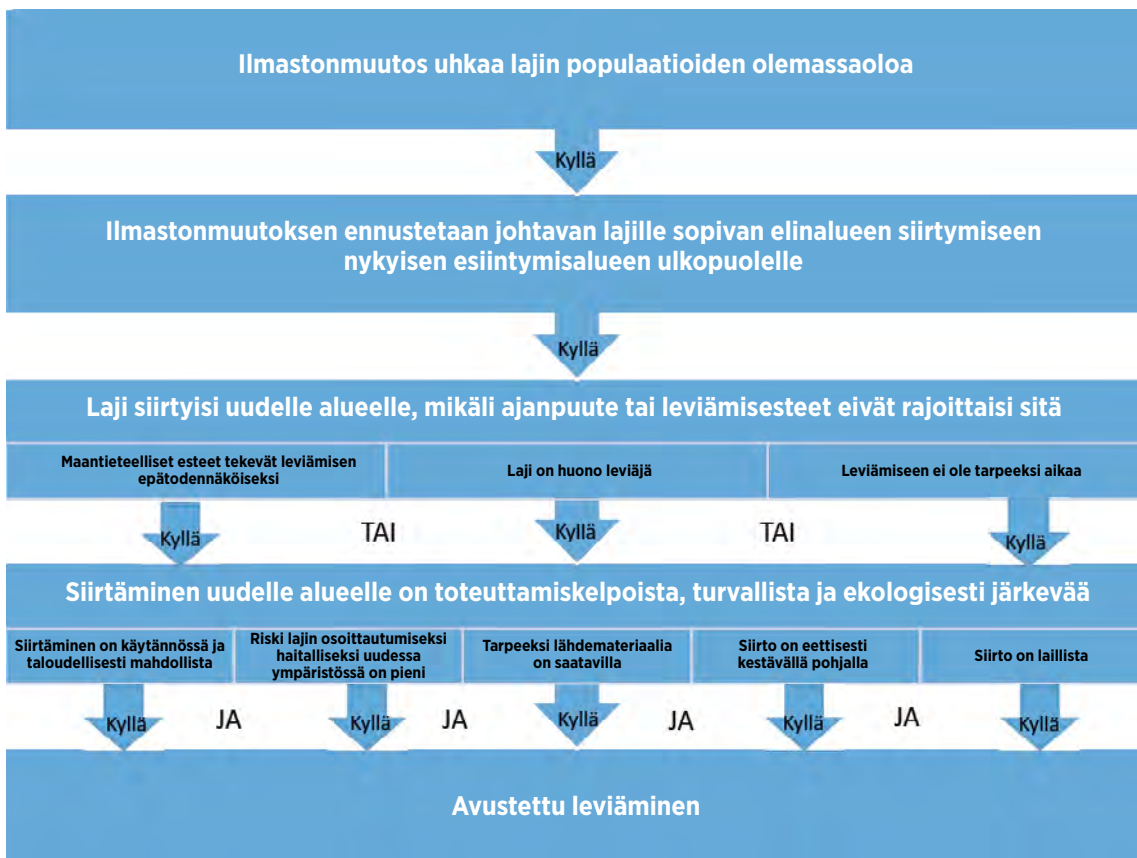 Ilmastonmuutos uhkaa lajin populaatioiden olemassaoloa
Kyllä
Ilmastonmuutoksen ennustetaan johtavan lajille sopivan elinalueen siirtymiseen
nykyisen esiintymisalueen ulkopuolelle
Kyllä
Laji siirtyisi uudelle alueelle, mikäli ajanpuute tai leviämisesteet eivät rajoittaisi sitä
Maantieteelliset esteet tekevät leviämisen
epätodennäköiseksi
Laji on huono leviäjä
Leviämiseen ei ole tarpeeksi aikaa
Kyllä TAI Kyllä TAI Kyllä
Siirtäminen uudelle alueelle on toteuttamiskelpoista, turvallista ja ekologisesti järkevää
Siirtäminen on käytännössä ja
taloudellisesti mahdollista
Riski lajin osoittautumiseksi
haitalliseksi uudessa
ympäristössä on pieni
Tarpeeksi lähdemateriaalia
on saatavilla
Siirto on eettisesti
kestävällä pohjalla
Siirto on laillista
Kyllä JA Kyllä JA Kyllä JA Kyllä JA Kyllä
Avustettu leviäminen